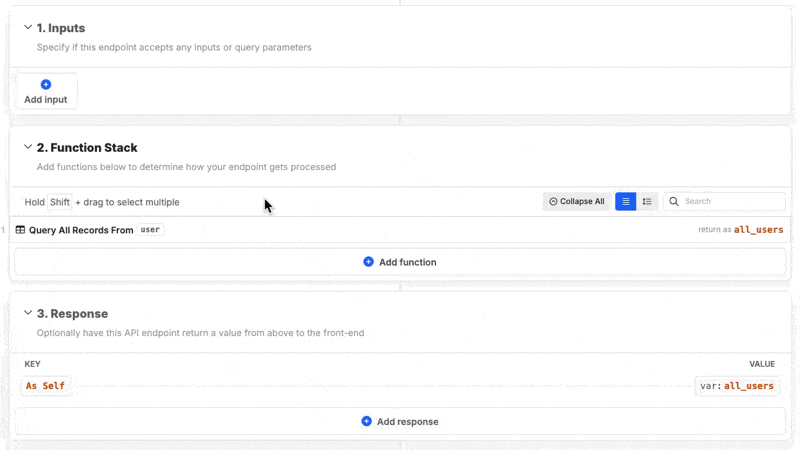 1. Inputs
Specify if this endpoint accepts any inputs or query parameters
Add input
2. Function Stack
Add functions below to determine how your endpoint gets processed
Hold Shift + drag to select multiple
Collapse All
Search
1 Query All Records From user return as all_users
Add function
3. Response
Optionally have this API endpoint return a value from above to the front-end
KEY VALUE
As Self var: all_users
Add response